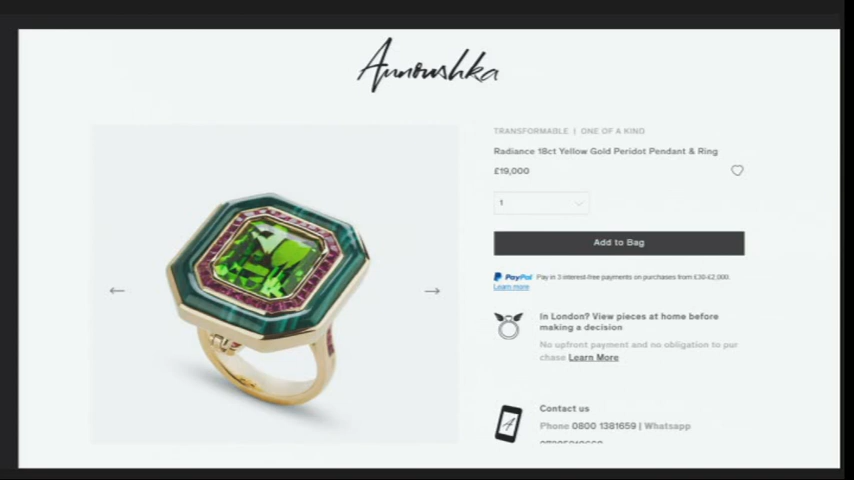 Annoushka
TRANSFORMABLE | ONE OF A KIND
Radiance 18ct Yellow Gold Peridot Pendant & Ring
£19,000
1
Add to Bag
PayPal Pay in 3 interest-free payments on purchases from £30-£2,000.
Learn more
In London? View pieces at home before
making a decision
No upfront payment and no obligation to pur
chase Learn More
Contact us
Phone 0800 1381659 | Whatsapp